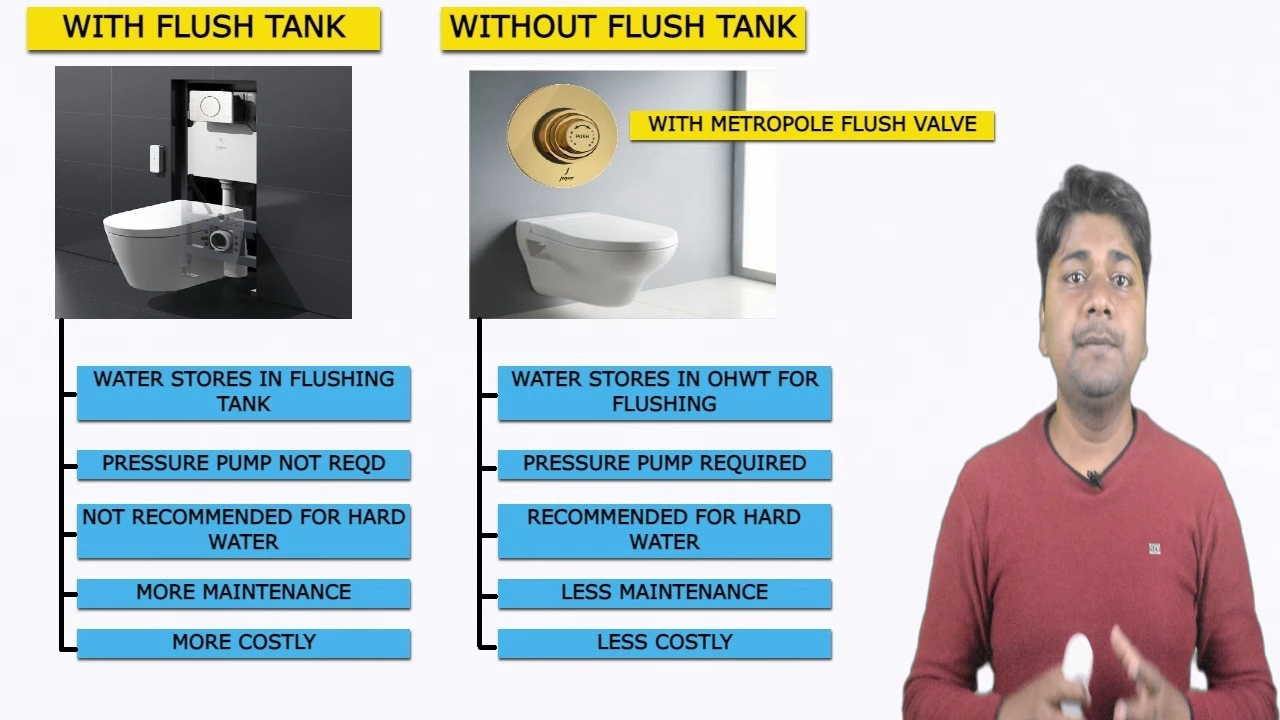 WITH FLUSH TANK
WITHOUT FLUSH TANK
WITH METROPOLE FLUSH VALVE
PUSH
WATER STORES IN FLUSHING
TANK
PRESSURE PUMP NOT REQD
NOT RECOMMENDED FOR HARD
WATER
MORE MAINTENANCE
MORE COSTLY
WATER STORES IN OHWT FOR
FLUSHING
PRESSURE PUMP REQUIRED
RECOMMENDED FOR HARD
WATER
LESS MAINTENANCE
LESS COSTLY